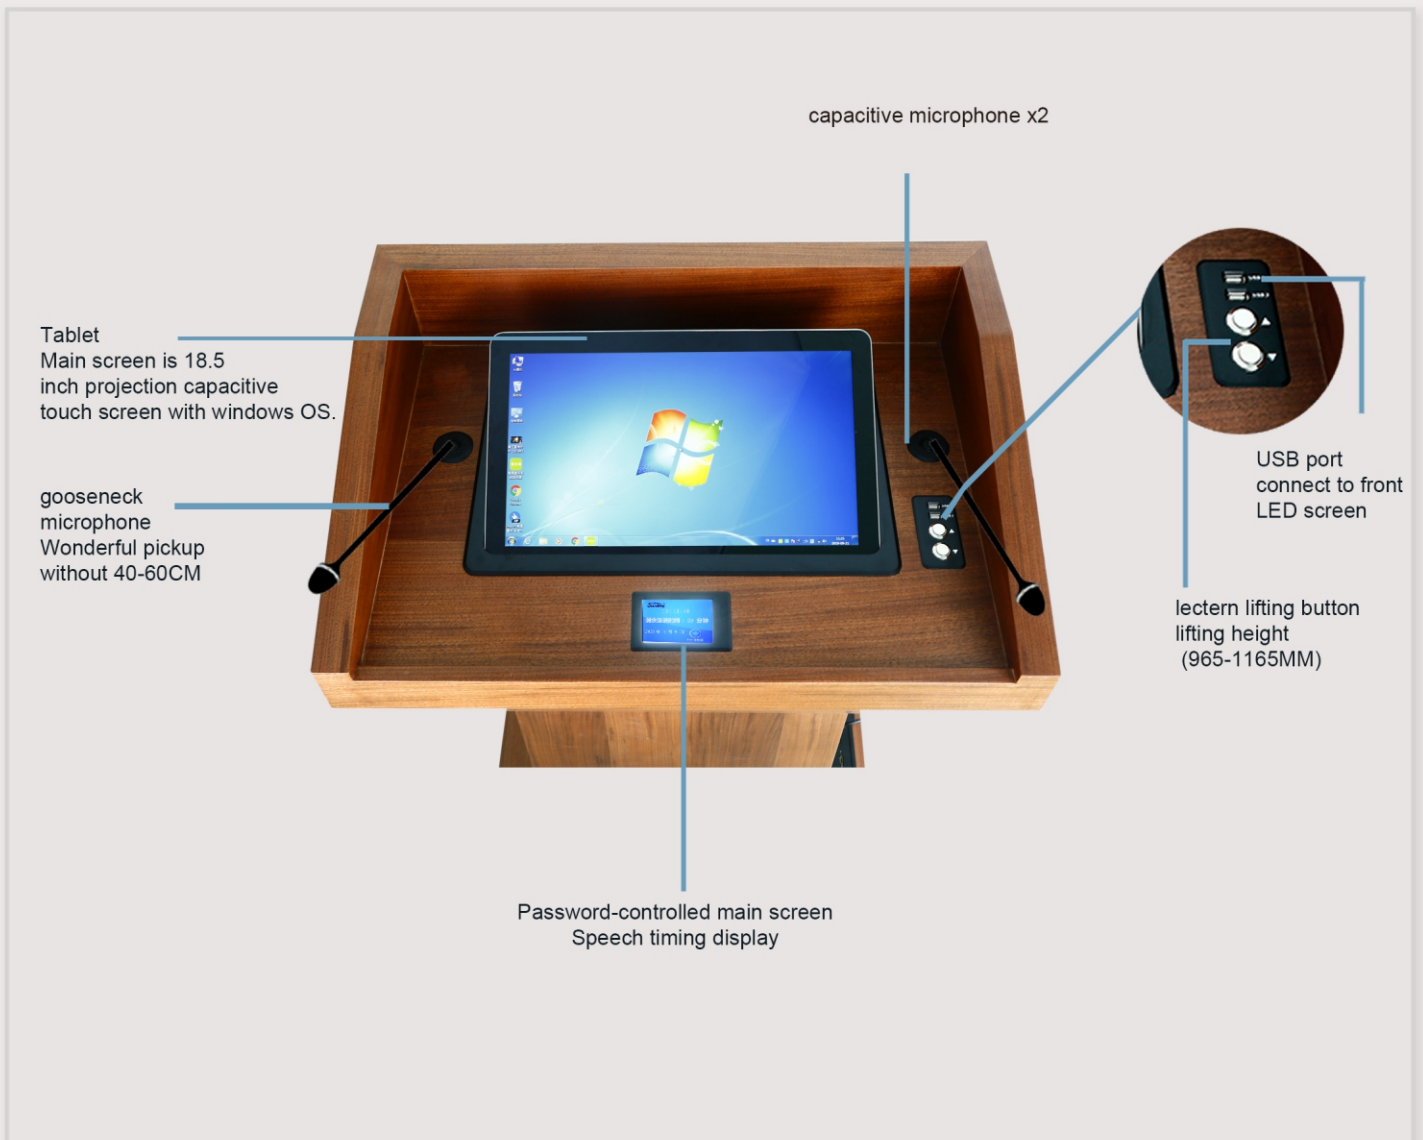 capacitive microphone x2
Tablet
Main screen is 18.5
inch projection capacitive
touch screen with windows OS.
gooseneck
microphone
Wonderful pickup
without 40-60CM
USB port
connect to front
LED screen
lectern lifting button
lifting height
(965-1165MM)
Password-controlled main screen
Speech timing display